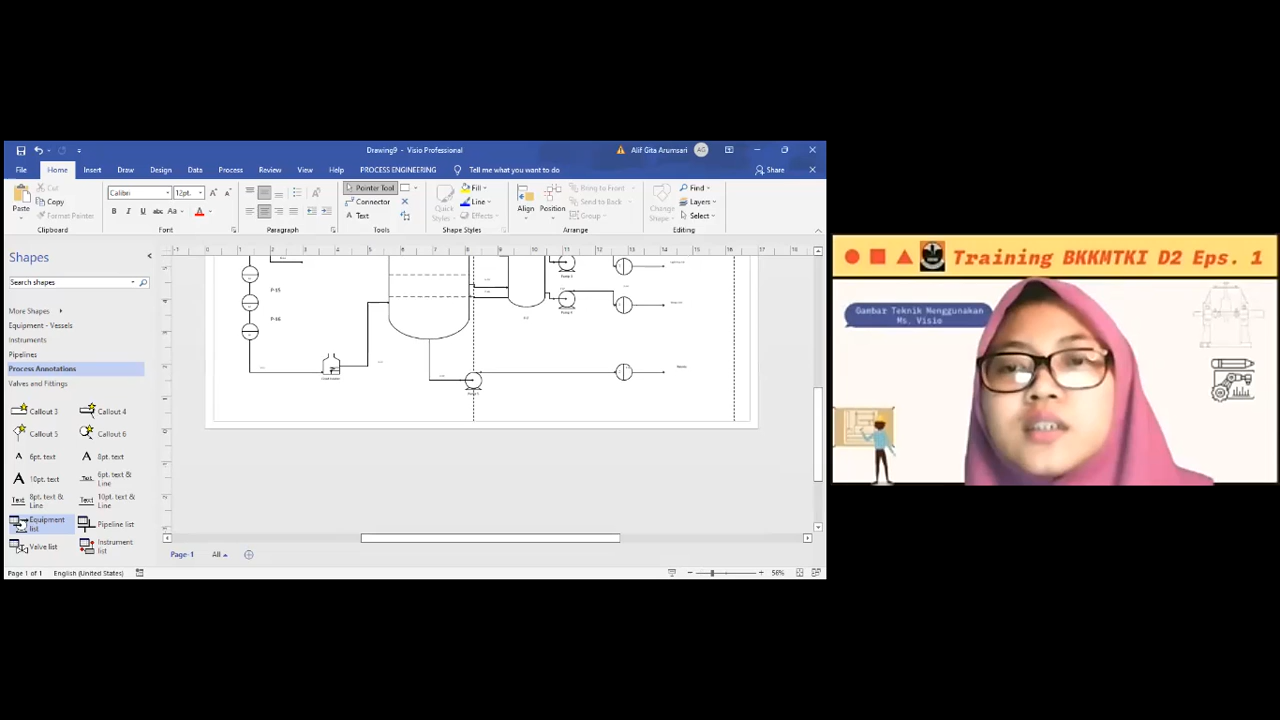 Drawing9 - Visio Professional
Alif Gita Arumsari
AG
File
Home
Insert
Draw
Design
Data
Process
Review
View
Help
PROCESS ENGINEERING
Tell me what you want to do
Share
Paste
Cut
Copy
Format Painter
Clipboard
Calibri
12pt.
Font
Paragraph
Pointer Tool
Connector
Text
Tools
Quick Styles
Fill
Line
Effects
Shape Styles
Align
Position
Bring to Front
Send to Back
Group
Arrange
Change Shape
Find
Layers
Select
Editing
Shapes
Search shapes
More Shapes
Equipment - Vessels
Instruments
Pipelines
Process Annotations
Valves and Fittings
Callout 3
Callout 4
Callout 5
Callout 6
6pt. text
8pt. text
10pt. text
6pt. text & Line
8pt. text & Line
10pt. text & Line
Equipment list
Pipeline list
Valve list
Instrument list
Page-1
All
Page 1 of 1
English (United States)
56%
Training BKKMTKI D2 Eps. 1
Gambar Teknik Menggunakan
Ms. Visio